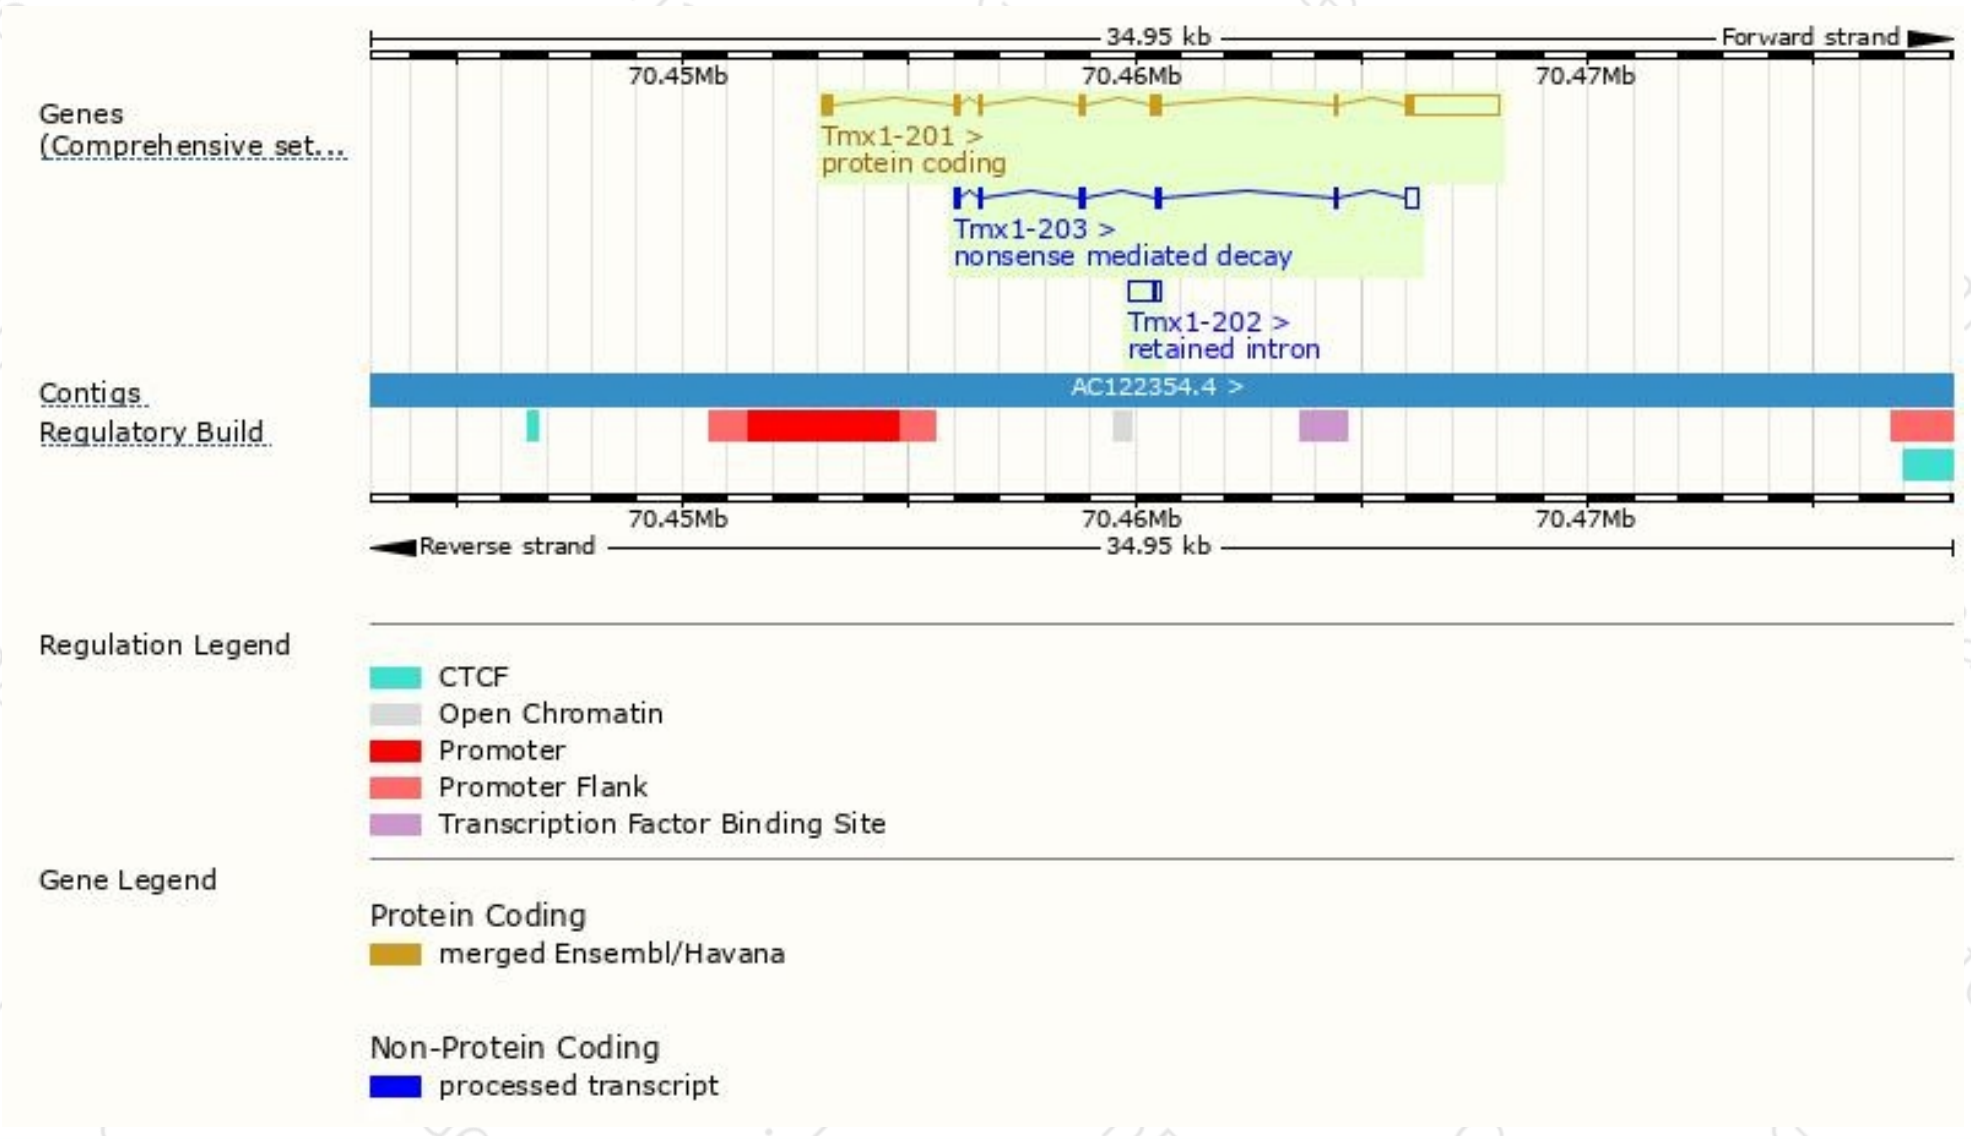 34.95 kb
Forward strand
70.45Mb 70.46Mb 70.47Mb
Genes
(Comprehensive set...
Tmx1-201 >
protein coding
Tmx1-203 >
nonsense mediated decay
Tmx1-202 >
retained intron
Contigs
AC122354.4 >
Regulatory Build
70.45Mb 70.46Mb 70.47Mb
Reverse strand
34.95 kb
Regulation Legend
CTCF
Open Chromatin
Promoter
Promoter Flank
Transcription Factor Binding Site
Gene Legend
Protein Coding
merged Ensembl/Havana
Non-Protein Coding
processed transcript